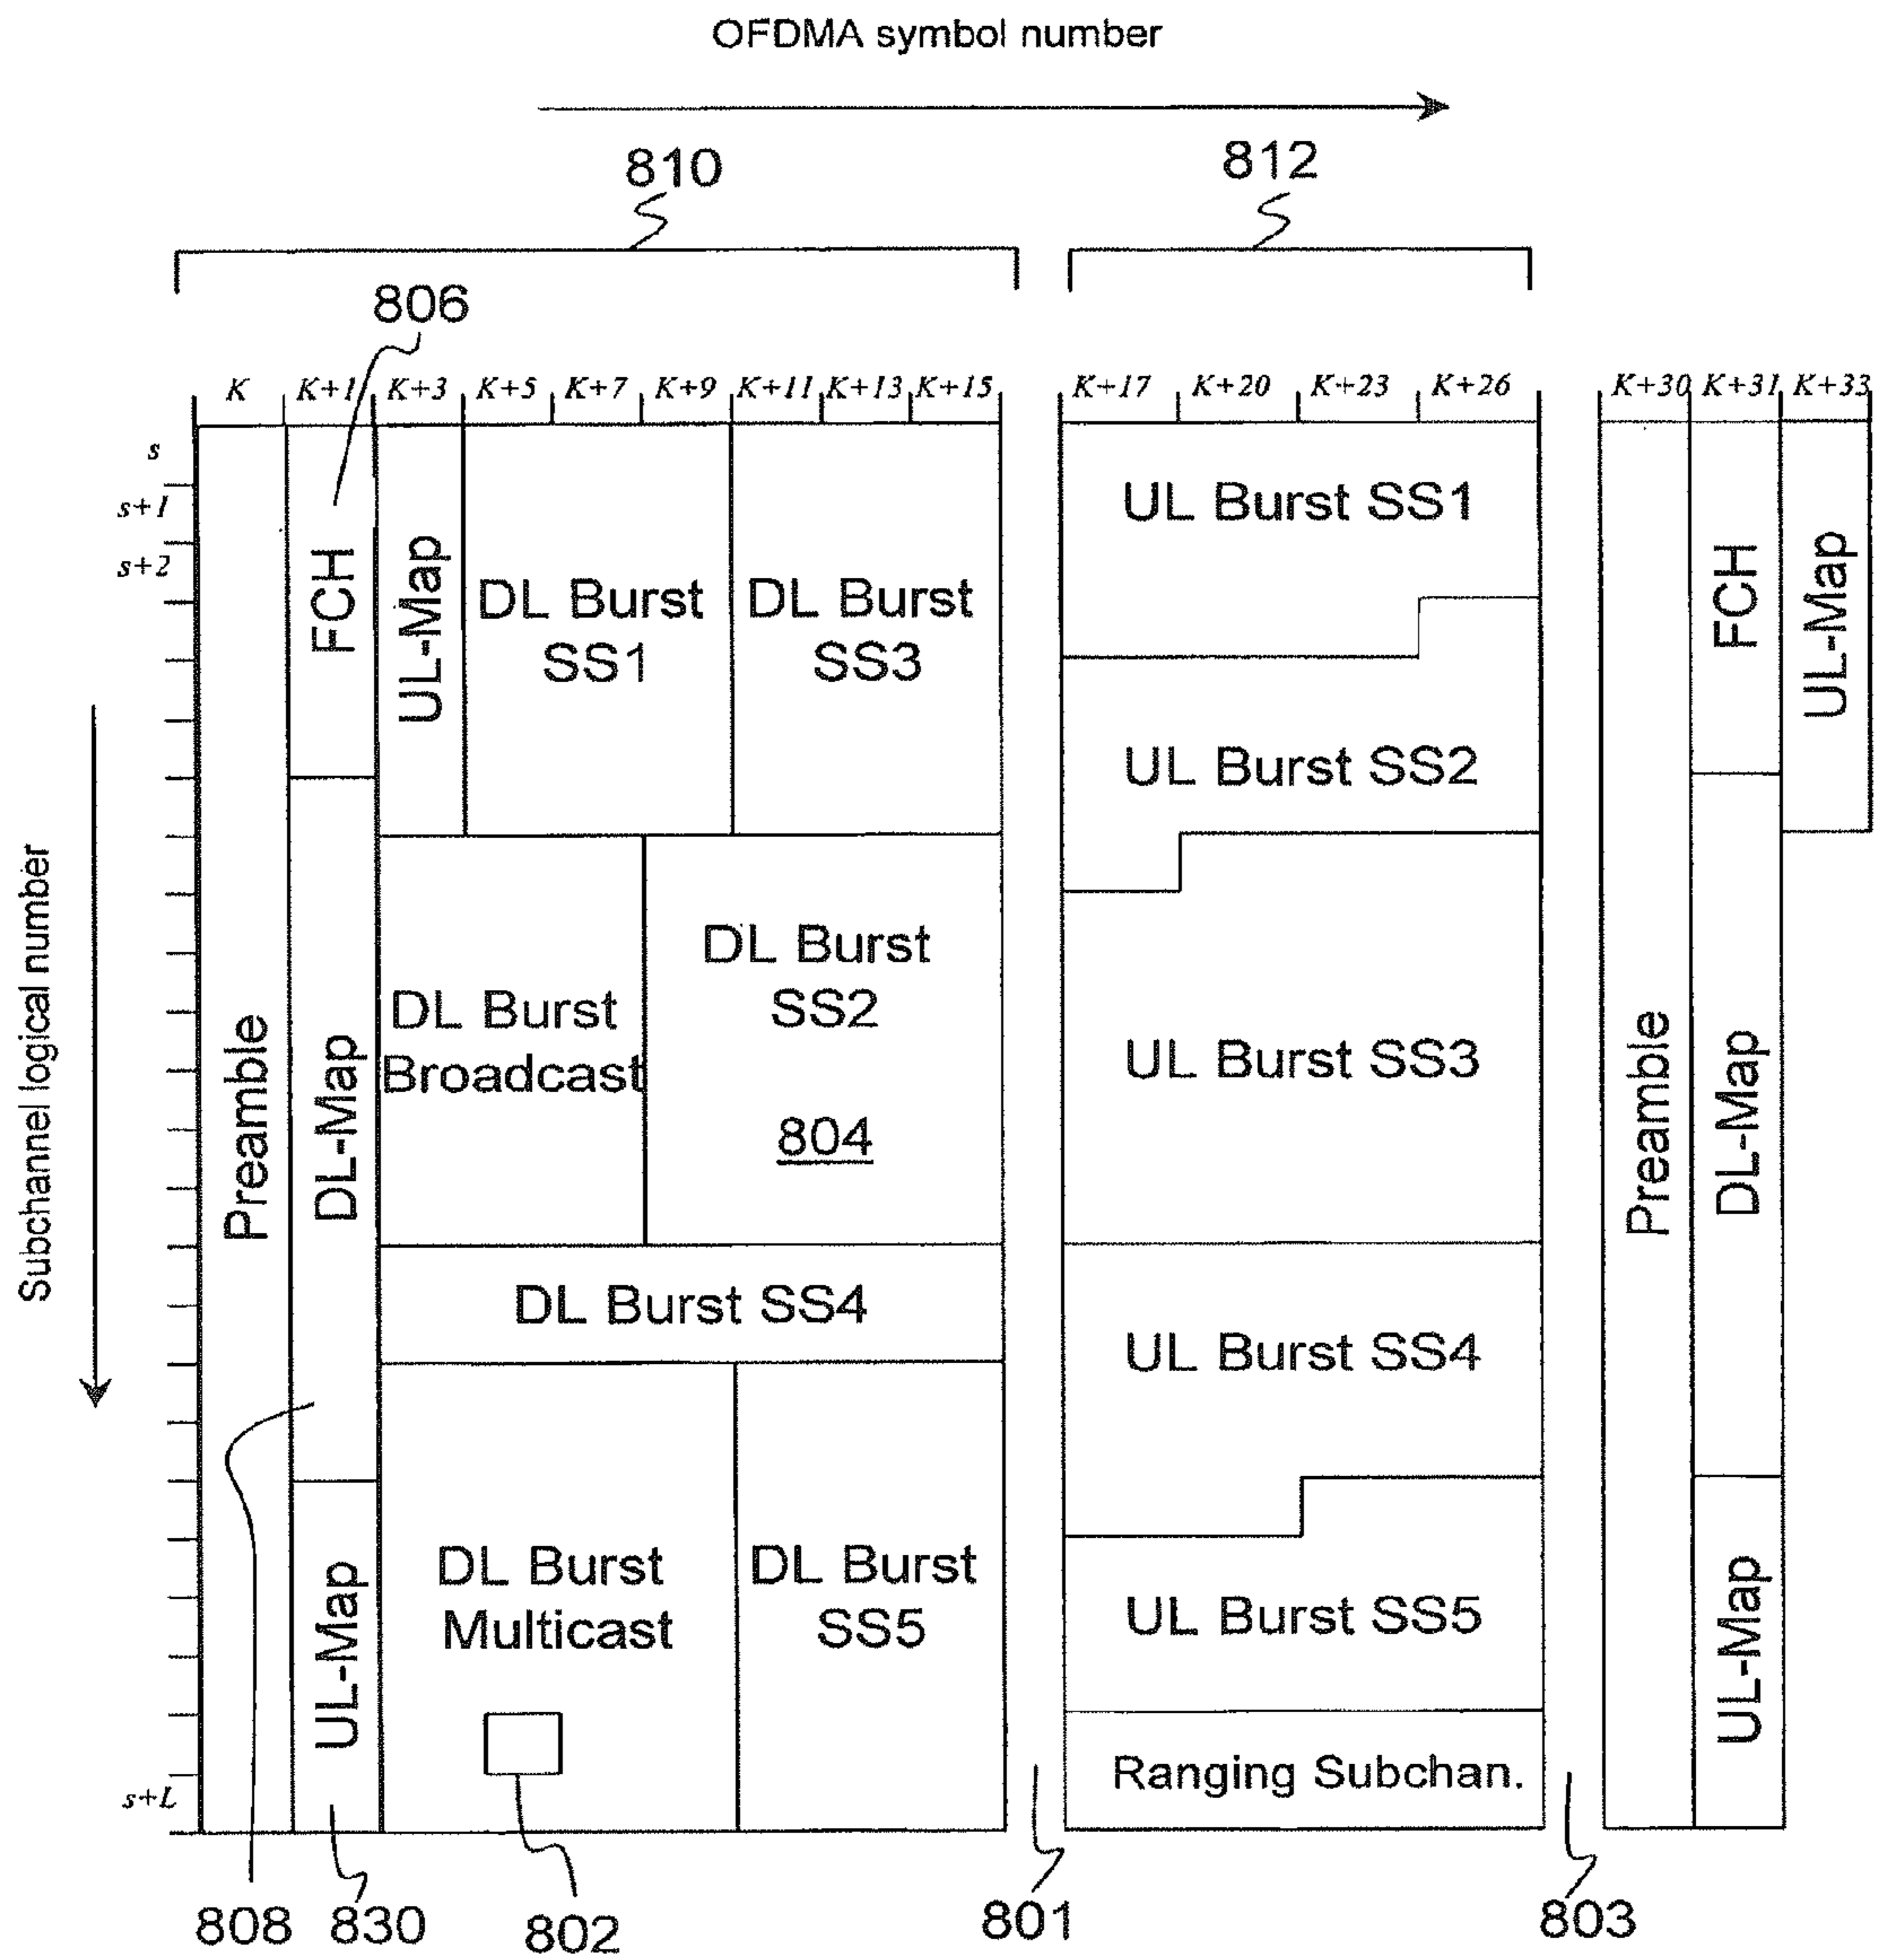 OFDMA symbol number
810
812
806
K K+1 K+3 K+5 K+7 K+9 K+11 K+13 K+15 K+17 K+20 K+23 K+26 K+30 K+31 K+33
s
s+1
s+2
s+L
Subchannel logical number
Preamble
FCH
DL-Map
UL-Map
UL-Map
DL Burst
SS1
DL Burst
SS3
DL Burst
Broadcast
DL Burst
SS2
804
DL Burst SS4
DL Burst
Multicast
DL Burst
SS5
UL Burst SS1
UL Burst SS2
UL Burst SS3
UL Burst SS4
UL Burst SS5
Ranging Subchan.
Preamble
FCH
DL-Map
UL-Map
UL-Map
808
830
802
801
803